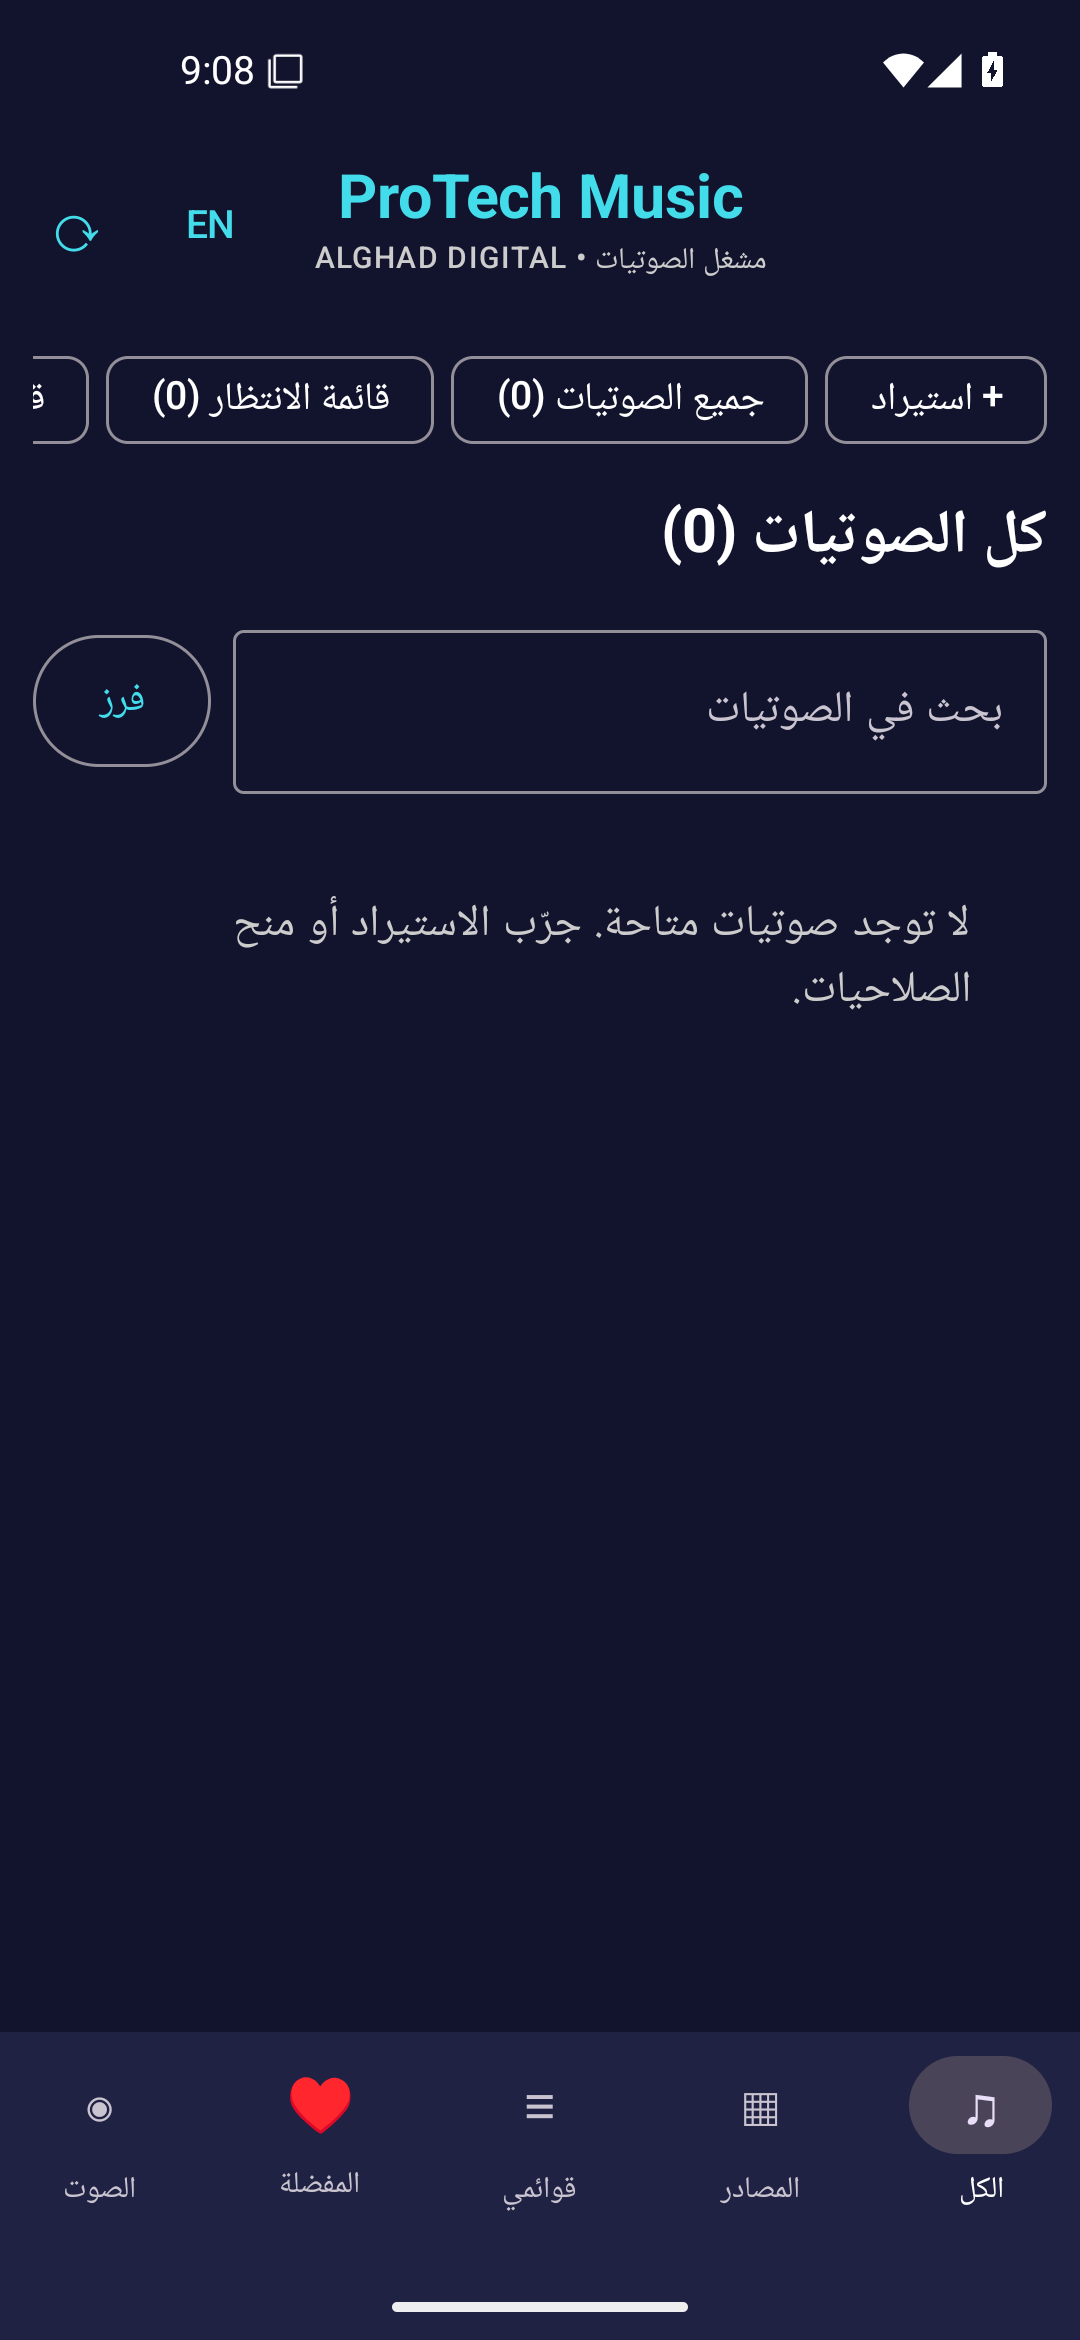 9:08
ProTech Music
EN
مشغل الصوتيات • ALGHAD DIGITAL
+ استيراد
جميع الصوتيات (0)
قائمة الانتظار (0)
كل الصوتيات (0)
بحث في الصوتيات
فرز
لا توجد صوتيات متاحة. جرّب الاستيراد أو منح
الصلاحيات.
الكل
المصادر
قوائمي
المفضلة
الصوت